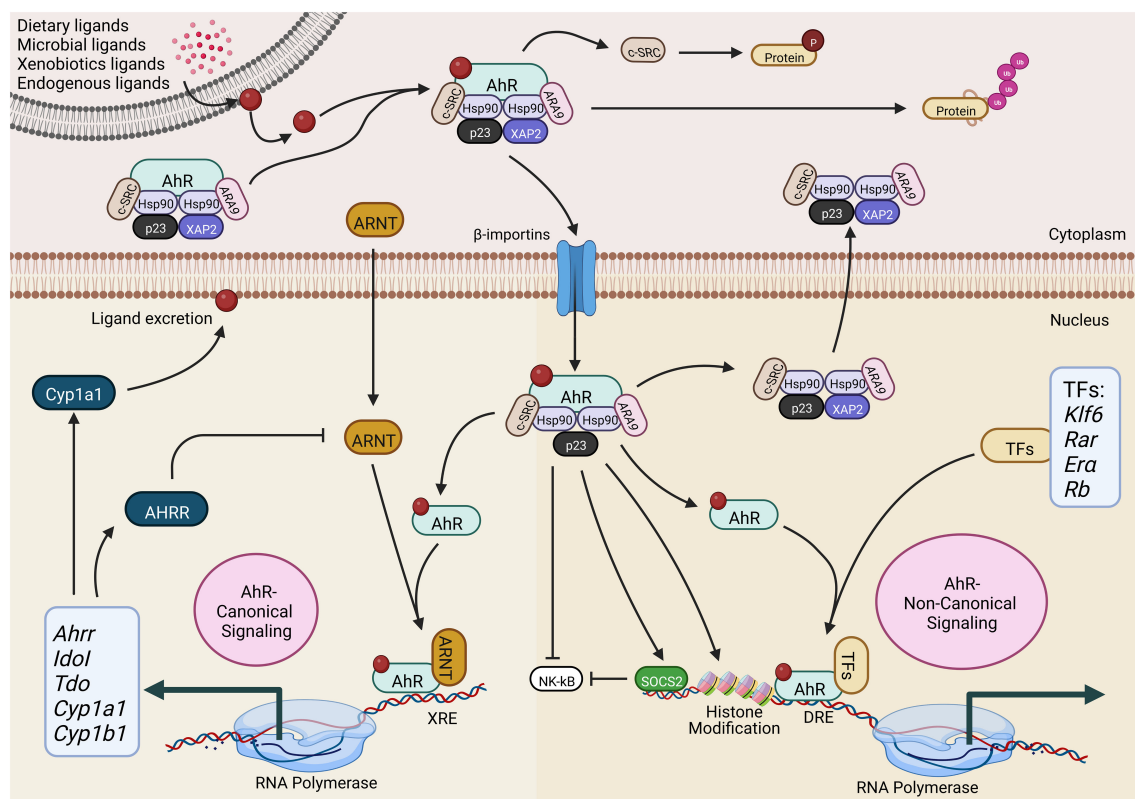 Dietary ligands
Microbial ligands
Xenobiotics ligands
Endogenous ligands
c-SRC
Protein
P
AhR
c-SRC
Hsp90
Hsp90
ARA9
p23
XAP2
Protein
Ub
Ub
Ub
Ub
AhR
c-SRC
Hsp90
Hsp90
ARA9
p23
XAP2
ARNT
β-importins
c-SRC
Hsp90
Hsp90
ARA9
p23
XAP2
Cytoplasm
Ligand excretion
Nucleus
Cyp1a1
ARNT
AHRR
AhR
AhR
c-SRC
Hsp90
Hsp90
ARA9
p23
c-SRC
Hsp90
Hsp90
ARA9
p23
XAP2
TFs
TFs:
Klf6
Rar
Erα
Rb
AhR
AhR-
Canonical
Signaling
AhR-
Non-Canonical
Signaling
Ahrr
Idol
Tdo
Cyp1a1
Cyp1b1
AhR
ARNT
XRE
RNA Polymerase
NK-kB
SOCS2
Histone
Modification
AhR
TFs
DRE
RNA Polymerase